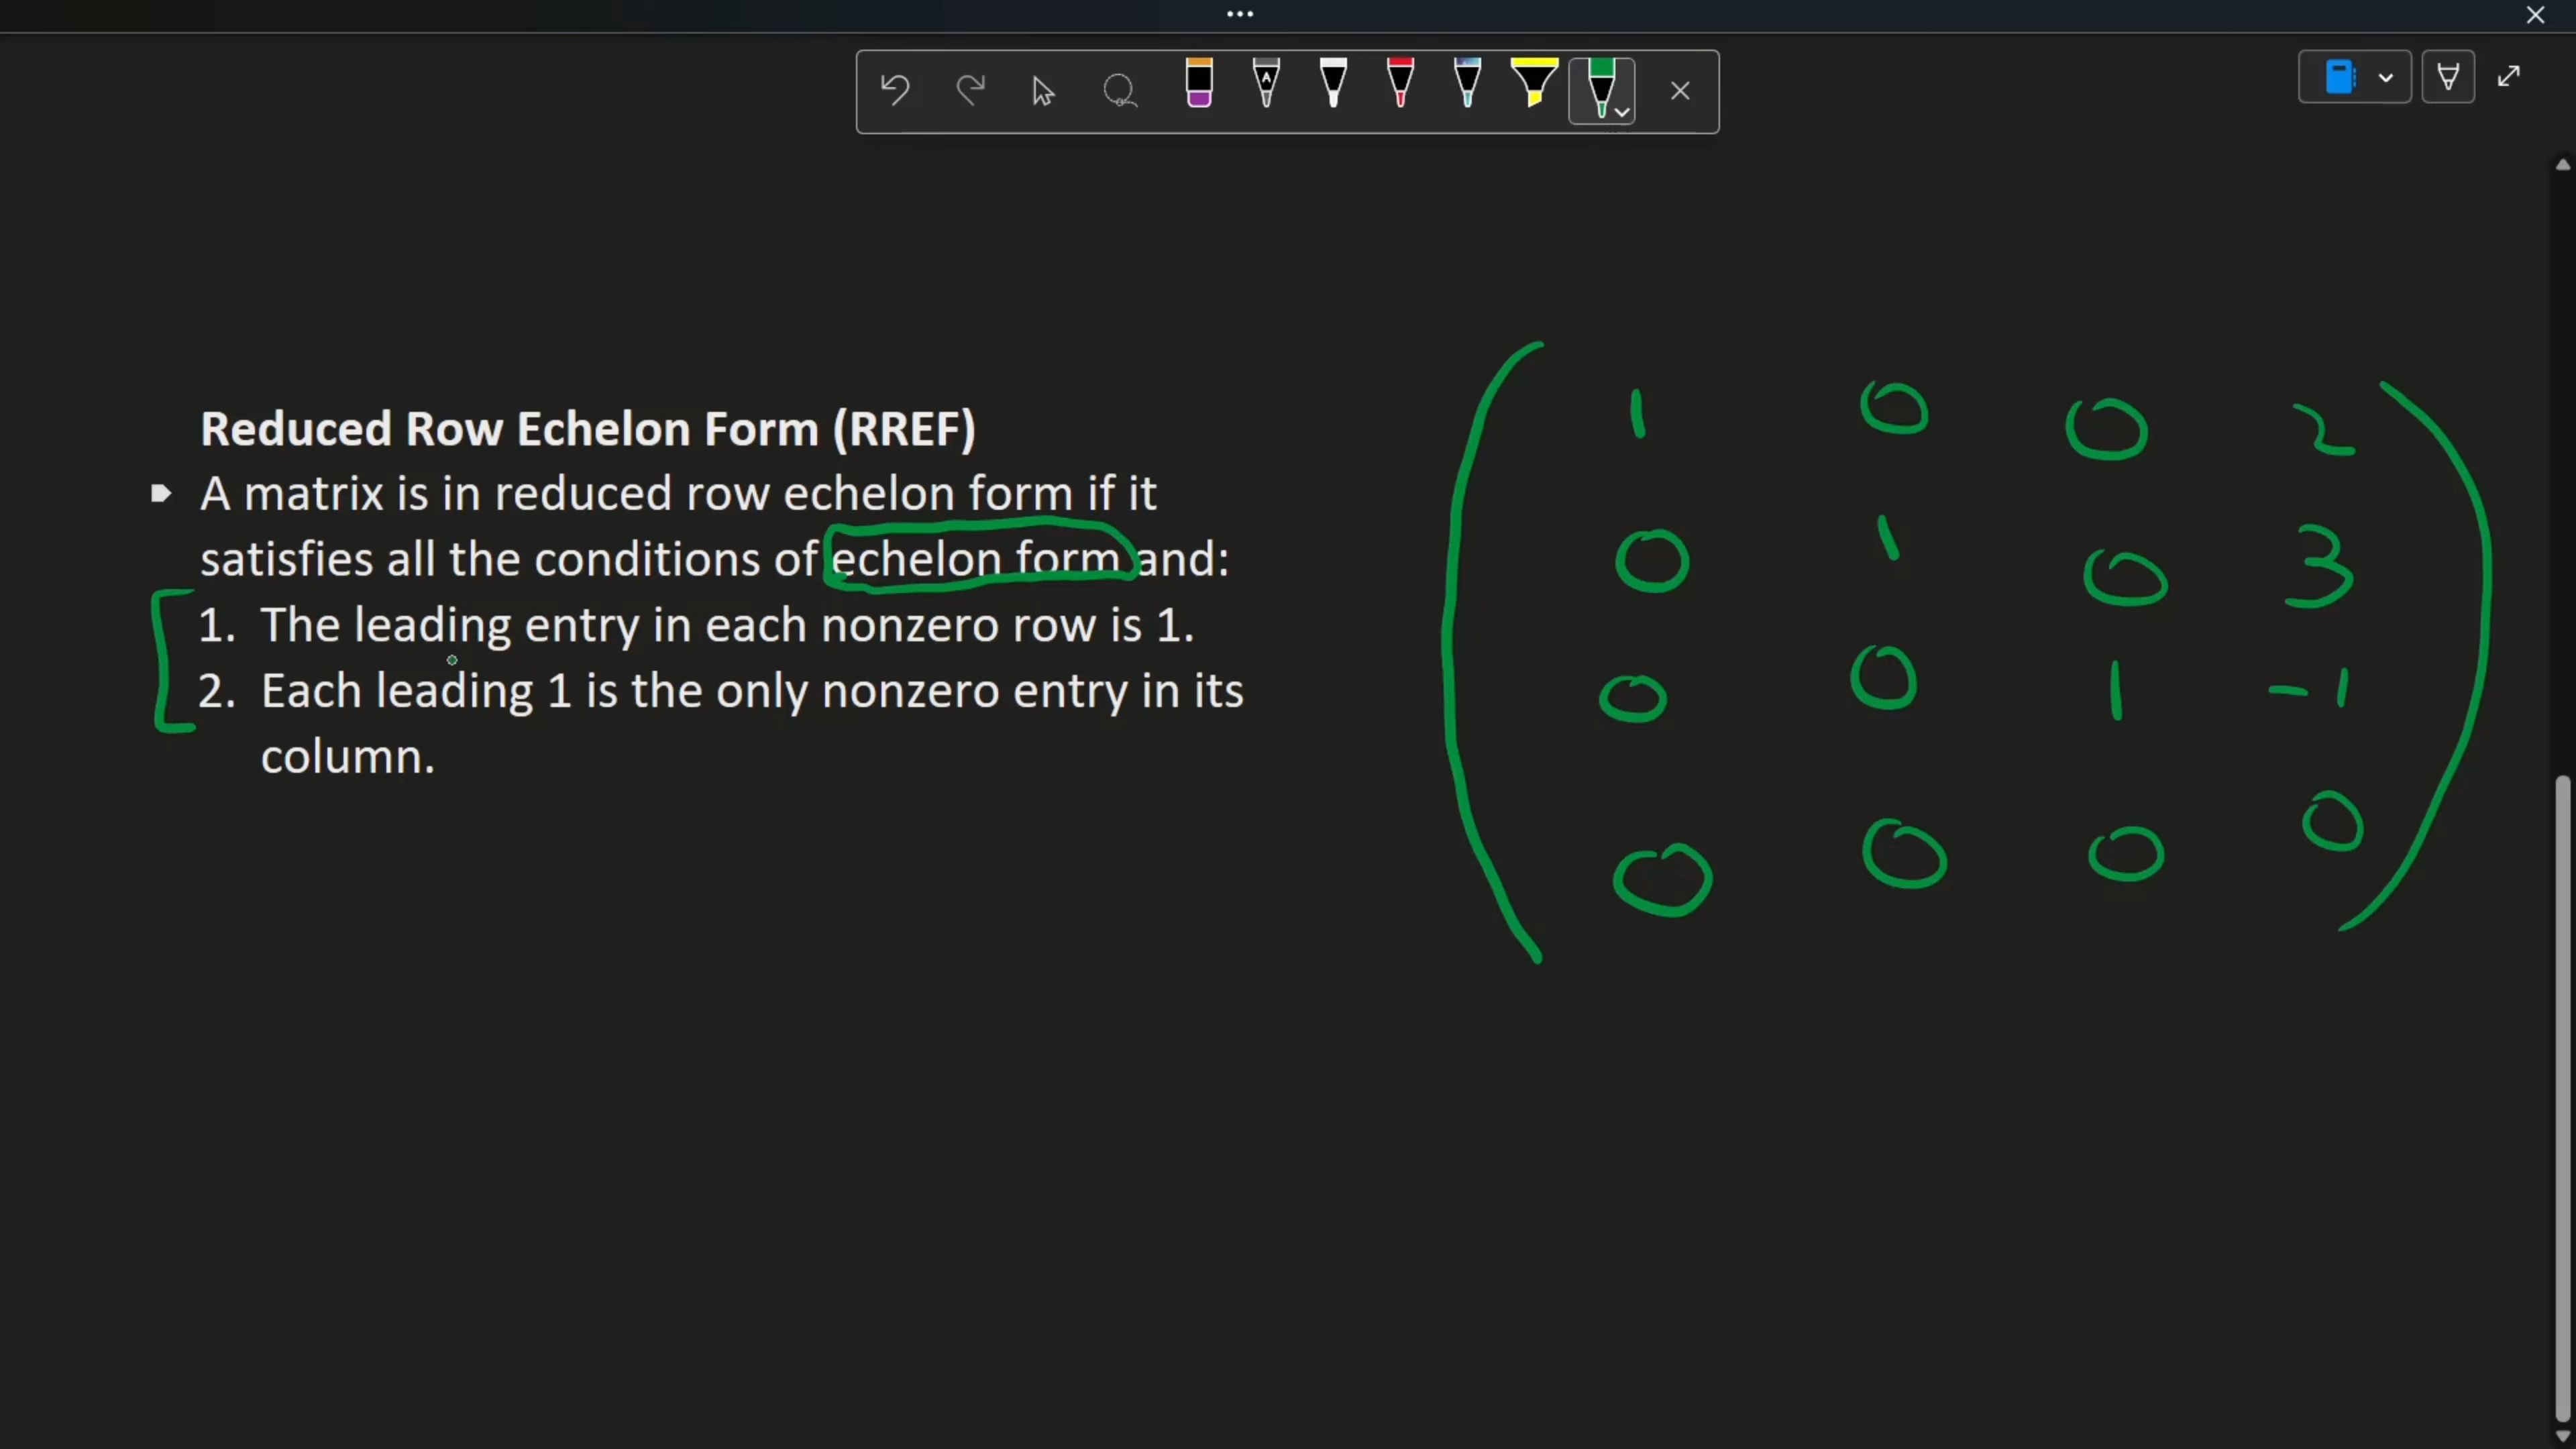 Reduced Row Echelon Form (RREF)
A matrix is in reduced row echelon form if it
satisfies all the conditions of echelon form and:
1. The leading entry in each nonzero row is 1.
2. Each leading 1 is the only nonzero entry in its
column.
1 0 0 2
0 1 0 3
0 0 1 -1
0 0 0 0